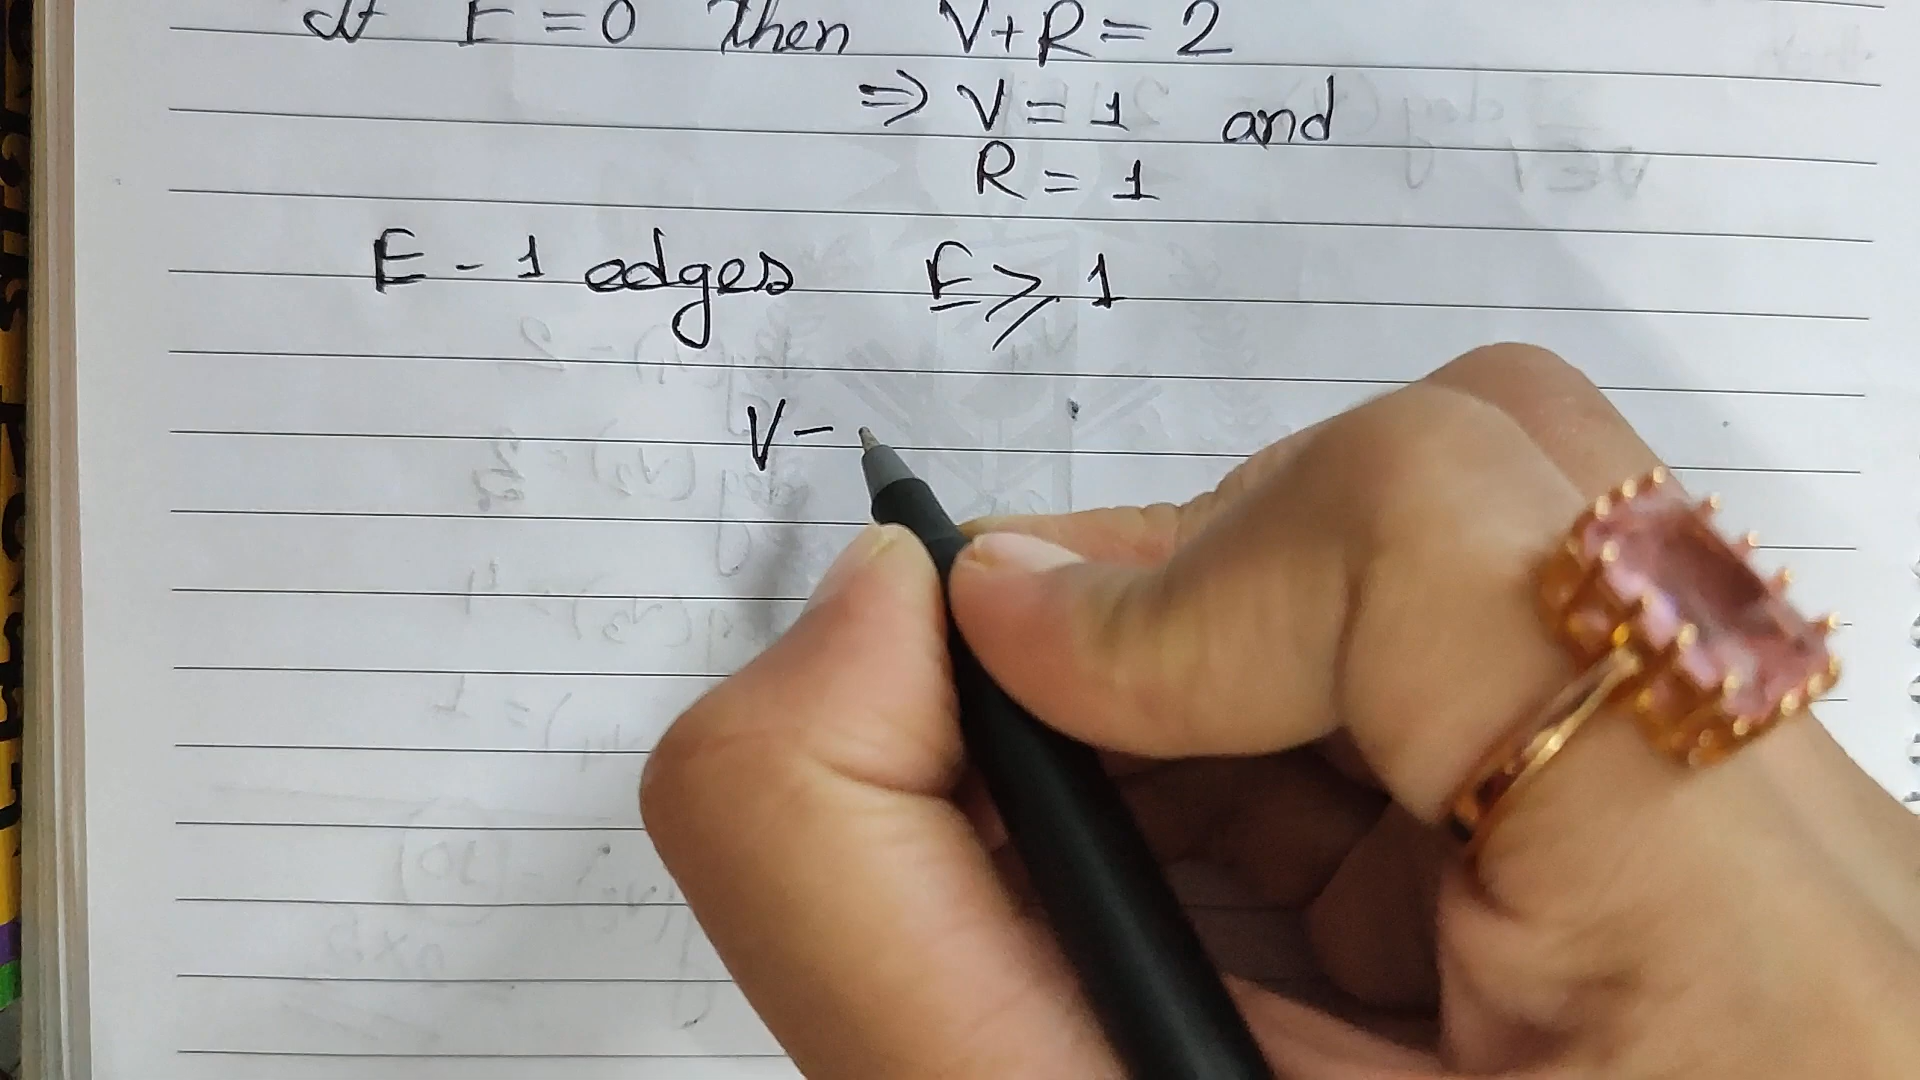 If E = 0 Then V+R = 2
⇒ V = 1 and
R = 1
E - 1 edges E ⩾ 1
V -